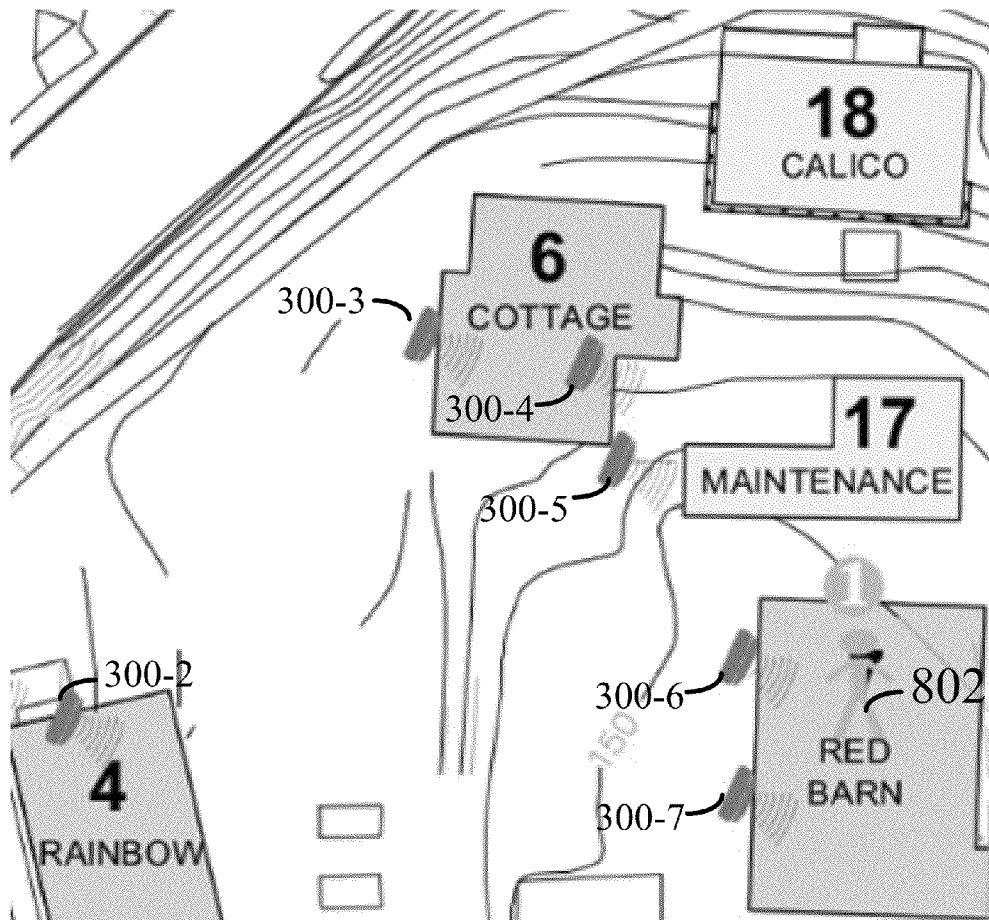 18
CALICO
6
300-3
COTTAGE
300-4
17
MAINTENANCE
300-5
1
300-2
300-6
802
150
RED
BARN
4
300-7
RAINBOW